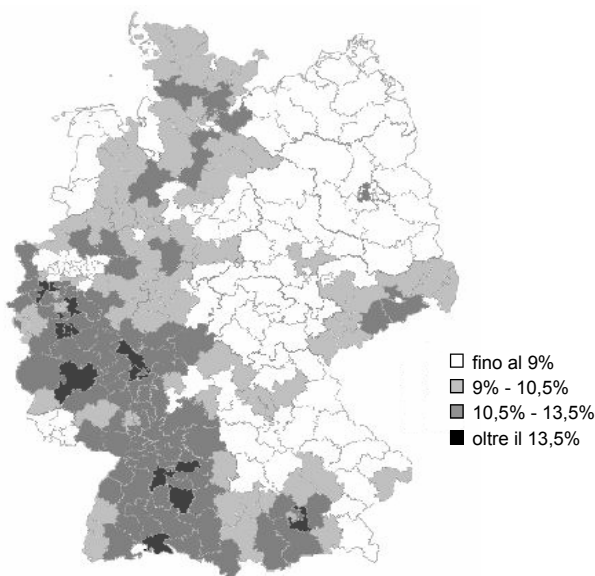 fino al 9%
9% - 10,5%
10,5% - 13,5%
oltre il 13,5%